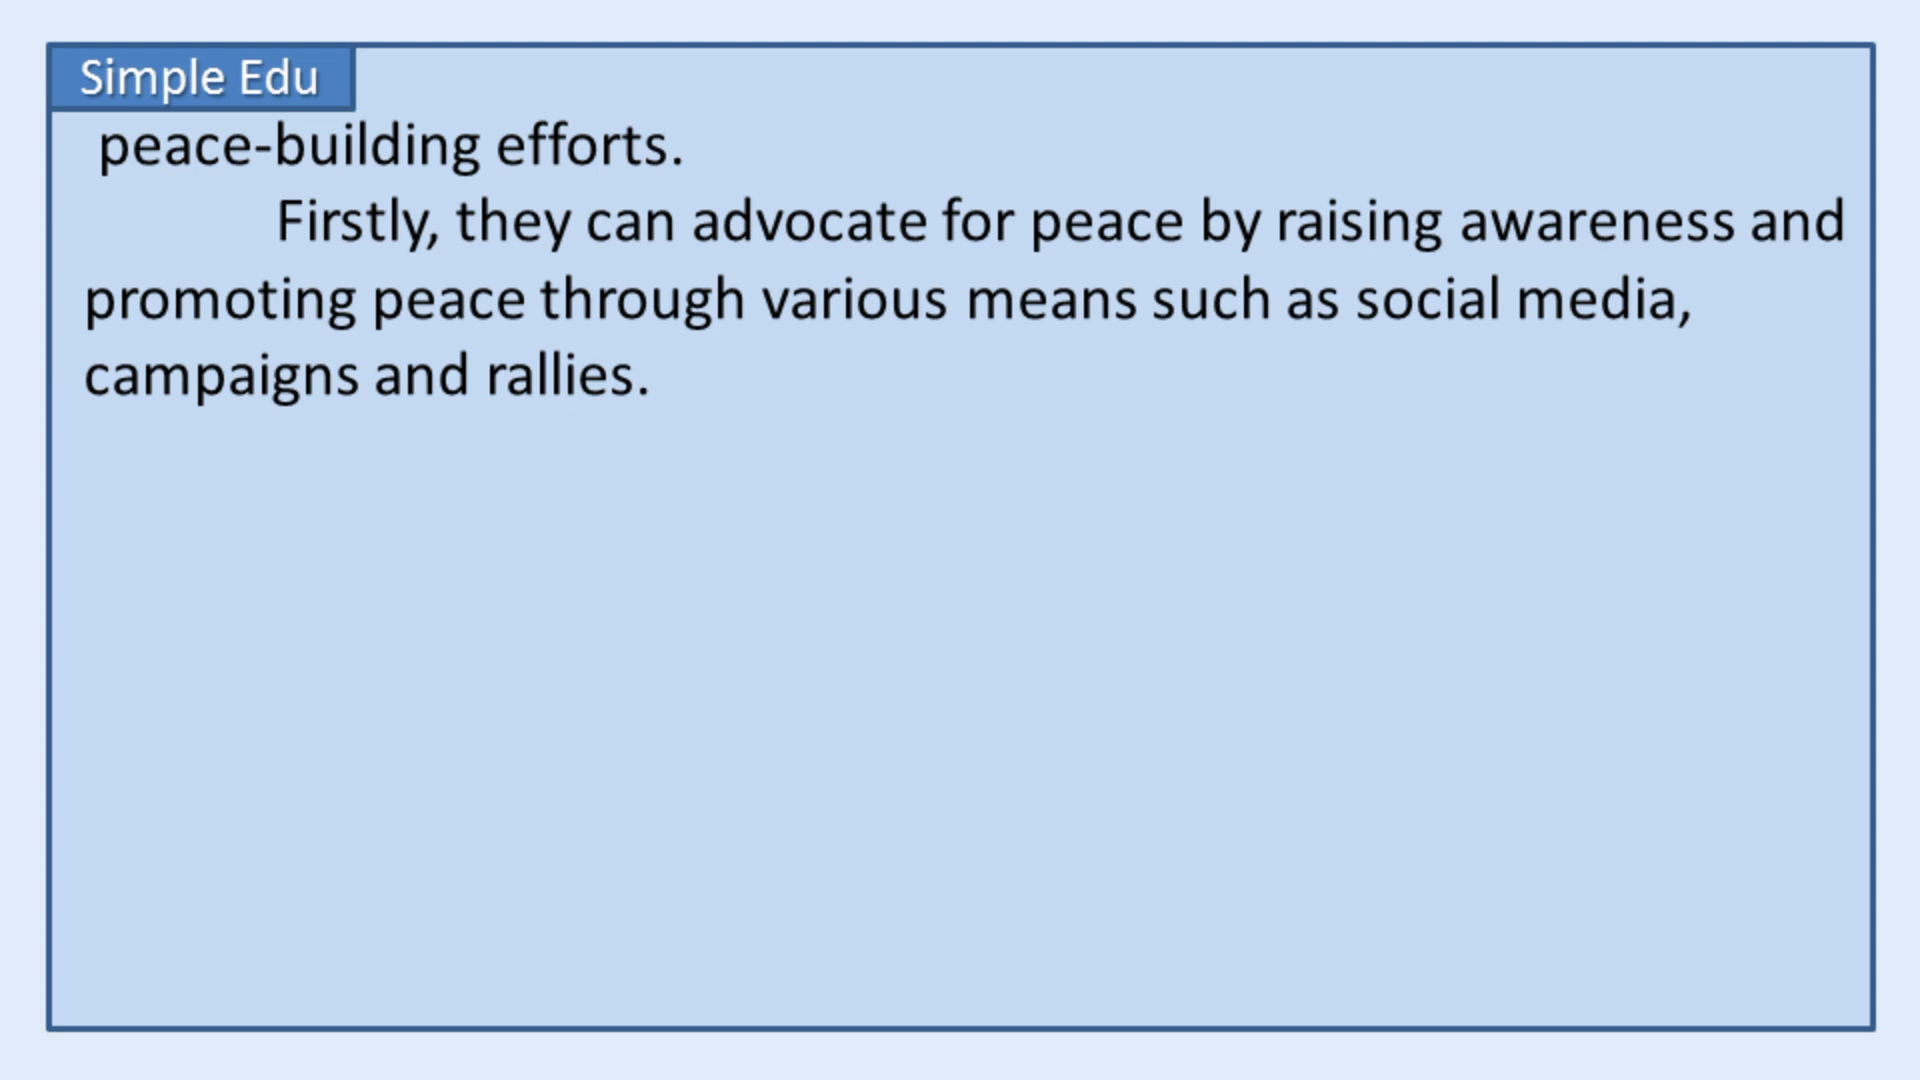 Simple Edu
peace-building efforts.
Firstly, they can advocate for peace by raising awareness and
promoting peace through various means such as social media,
campaigns and rallies.